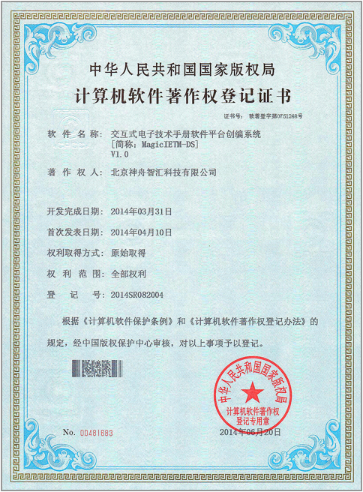 中华人民共和国国家版权局
计算机软件著作权登记证书
证书号： 软著登字第0751248号
软件名称： 交互式电子技术手册软件平台创编系统
[简称：MagicIETM-DS]
V1.0
著作权人： 北京神舟智汇科技有限公司
开发完成日期： 2014年03月31日
首次发表日期： 2014年04月10日
权利取得方式： 原始取得
权利范围： 全部权利
登记号： 2014SR082004
根据《计算机软件保护条例》和《计算机软件著作权登记办法》的
规定，经中国版权保护中心审核，对以上事项予以登记。
中华人民共和国国家版权局
计算机软件著作权
登记专用章
No. 00481683
2014年06月20日